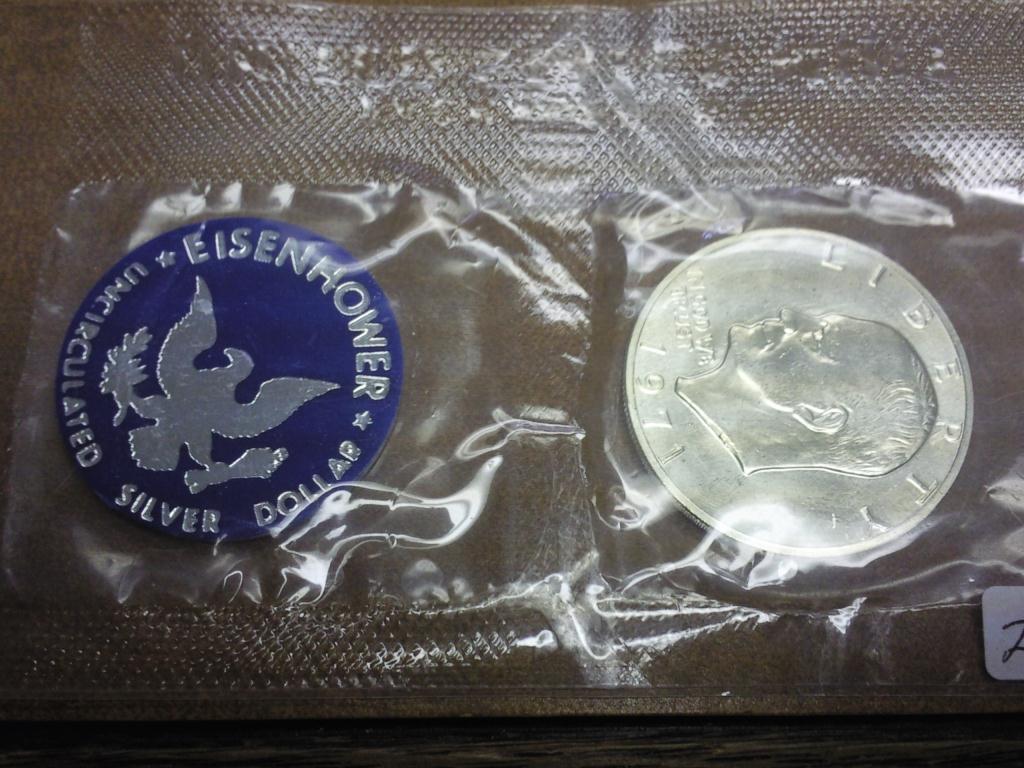 ★ EISENHOWER ★
UNCIRCULATED
SILVER DOLLAR
LIBERTY
IN GOD WE
TRUST
1971